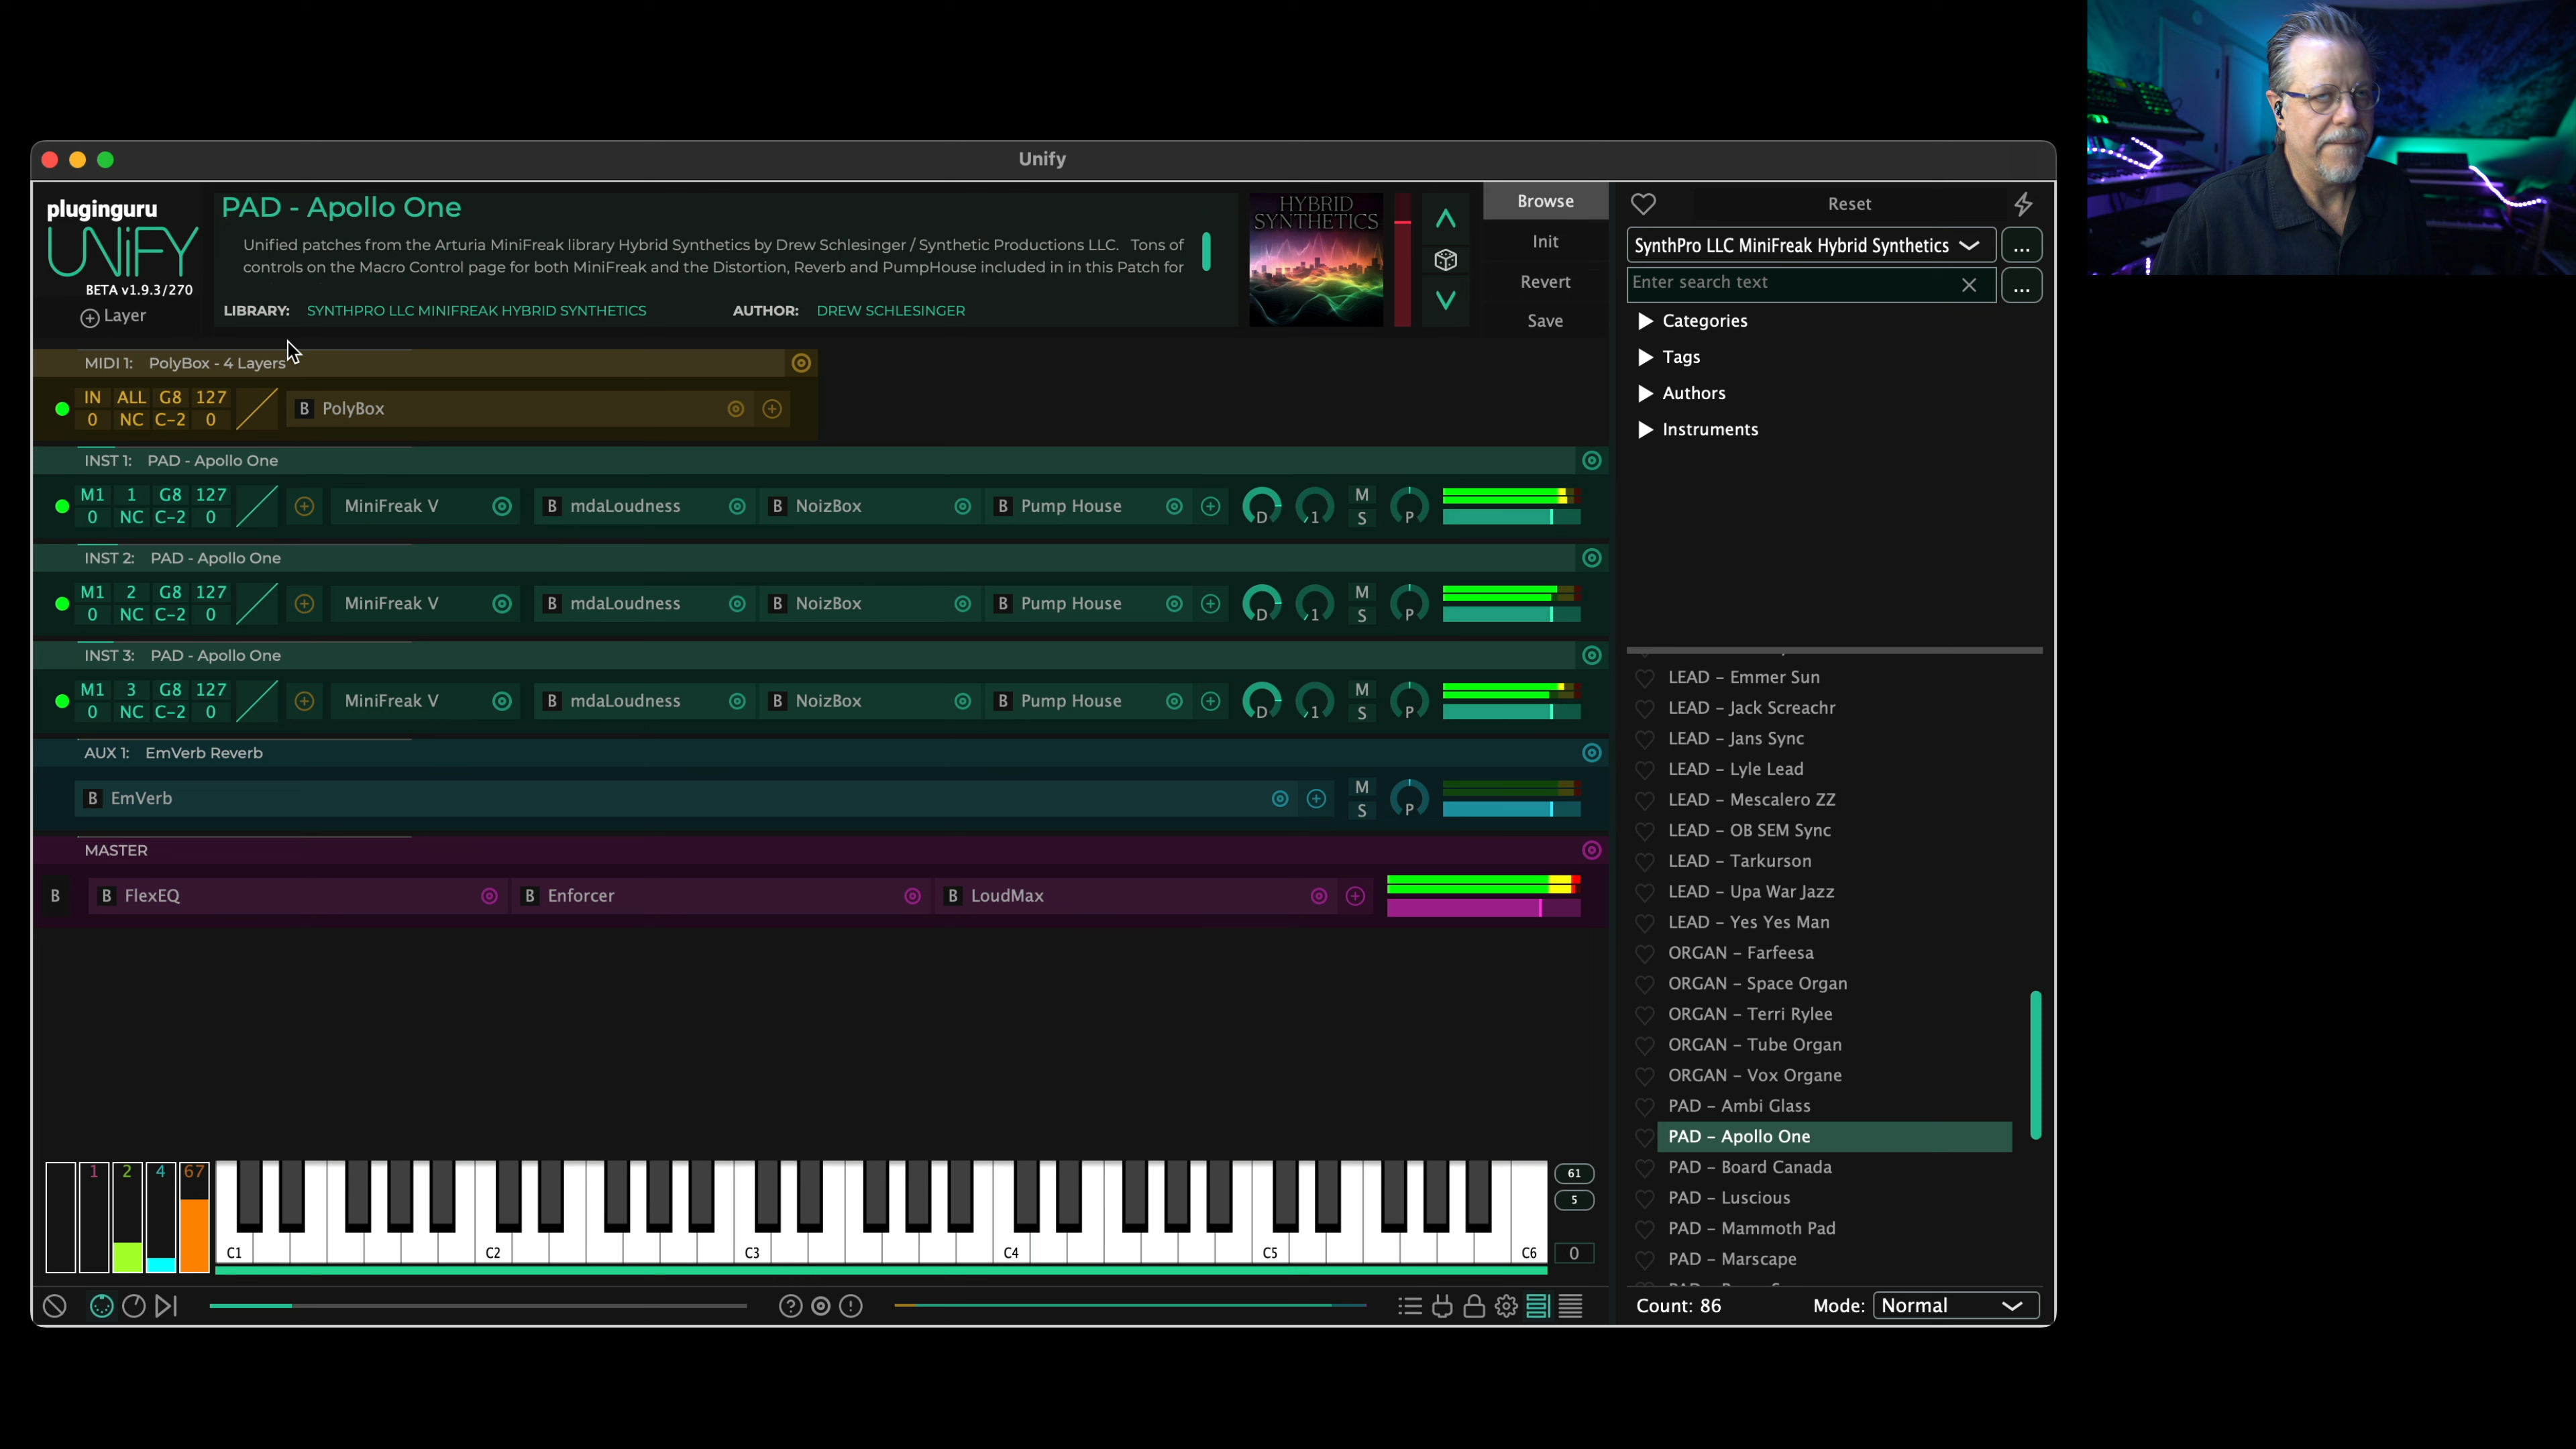 Unify
pluginguru
UNiFY
BETA v1.9.3/270
+ Layer
PAD - Apollo One
Unified patches from the Arturia MiniFreak library Hybrid Synthetics by Drew Schlesinger / Synthetic Productions LLC. Tons of
controls on the Macro Control page for both MiniFreak and the Distortion, Reverb and PumpHouse included in in this Patch for
LIBRARY: SYNTHPRO LLC MINIFREAK HYBRID SYNTHETICS AUTHOR: DREW SCHLESINGER
HYBRID
SYNTHETICS
Browse
Init
Revert
Save
MIDI 1: PolyBox - 4 Layers
IN ALL G8 127
0 NC C-2 0
B PolyBox
INST 1: PAD - Apollo One
M1 1 G8 127
0 NC C-2 0
MiniFreak V B mdaLoudness B NoizBox B Pump House D 1 M S P
INST 2: PAD - Apollo One
M1 2 G8 127
0 NC C-2 0
MiniFreak V B mdaLoudness B NoizBox B Pump House D 1 M S P
INST 3: PAD - Apollo One
M1 3 G8 127
0 NC C-2 0
MiniFreak V B mdaLoudness B NoizBox B Pump House D 1 M S P
AUX 1: EmVerb Reverb
B EmVerb M S P
MASTER
B B FlexEQ B Enforcer B LoudMax
1 2 4 67
C1 C2 C3 C4 C5 C6
61
5
0
Reset
SynthPro LLC MiniFreak Hybrid Synthetics ...
Enter search text ...
Categories
Tags
Authors
Instruments
LEAD - Emmer Sun
LEAD - Jack Screachr
LEAD - Jans Sync
LEAD - Lyle Lead
LEAD - Mescalero ZZ
LEAD - OB SEM Sync
LEAD - Tarkurson
LEAD - Upa War Jazz
LEAD - Yes Yes Man
ORGAN - Farfeesa
ORGAN - Space Organ
ORGAN - Terri Rylee
ORGAN - Tube Organ
ORGAN - Vox Organe
PAD - Ambi Glass
PAD - Apollo One
PAD - Board Canada
PAD - Luscious
PAD - Mammoth Pad
PAD - Marscape
Count: 86 Mode: Normal